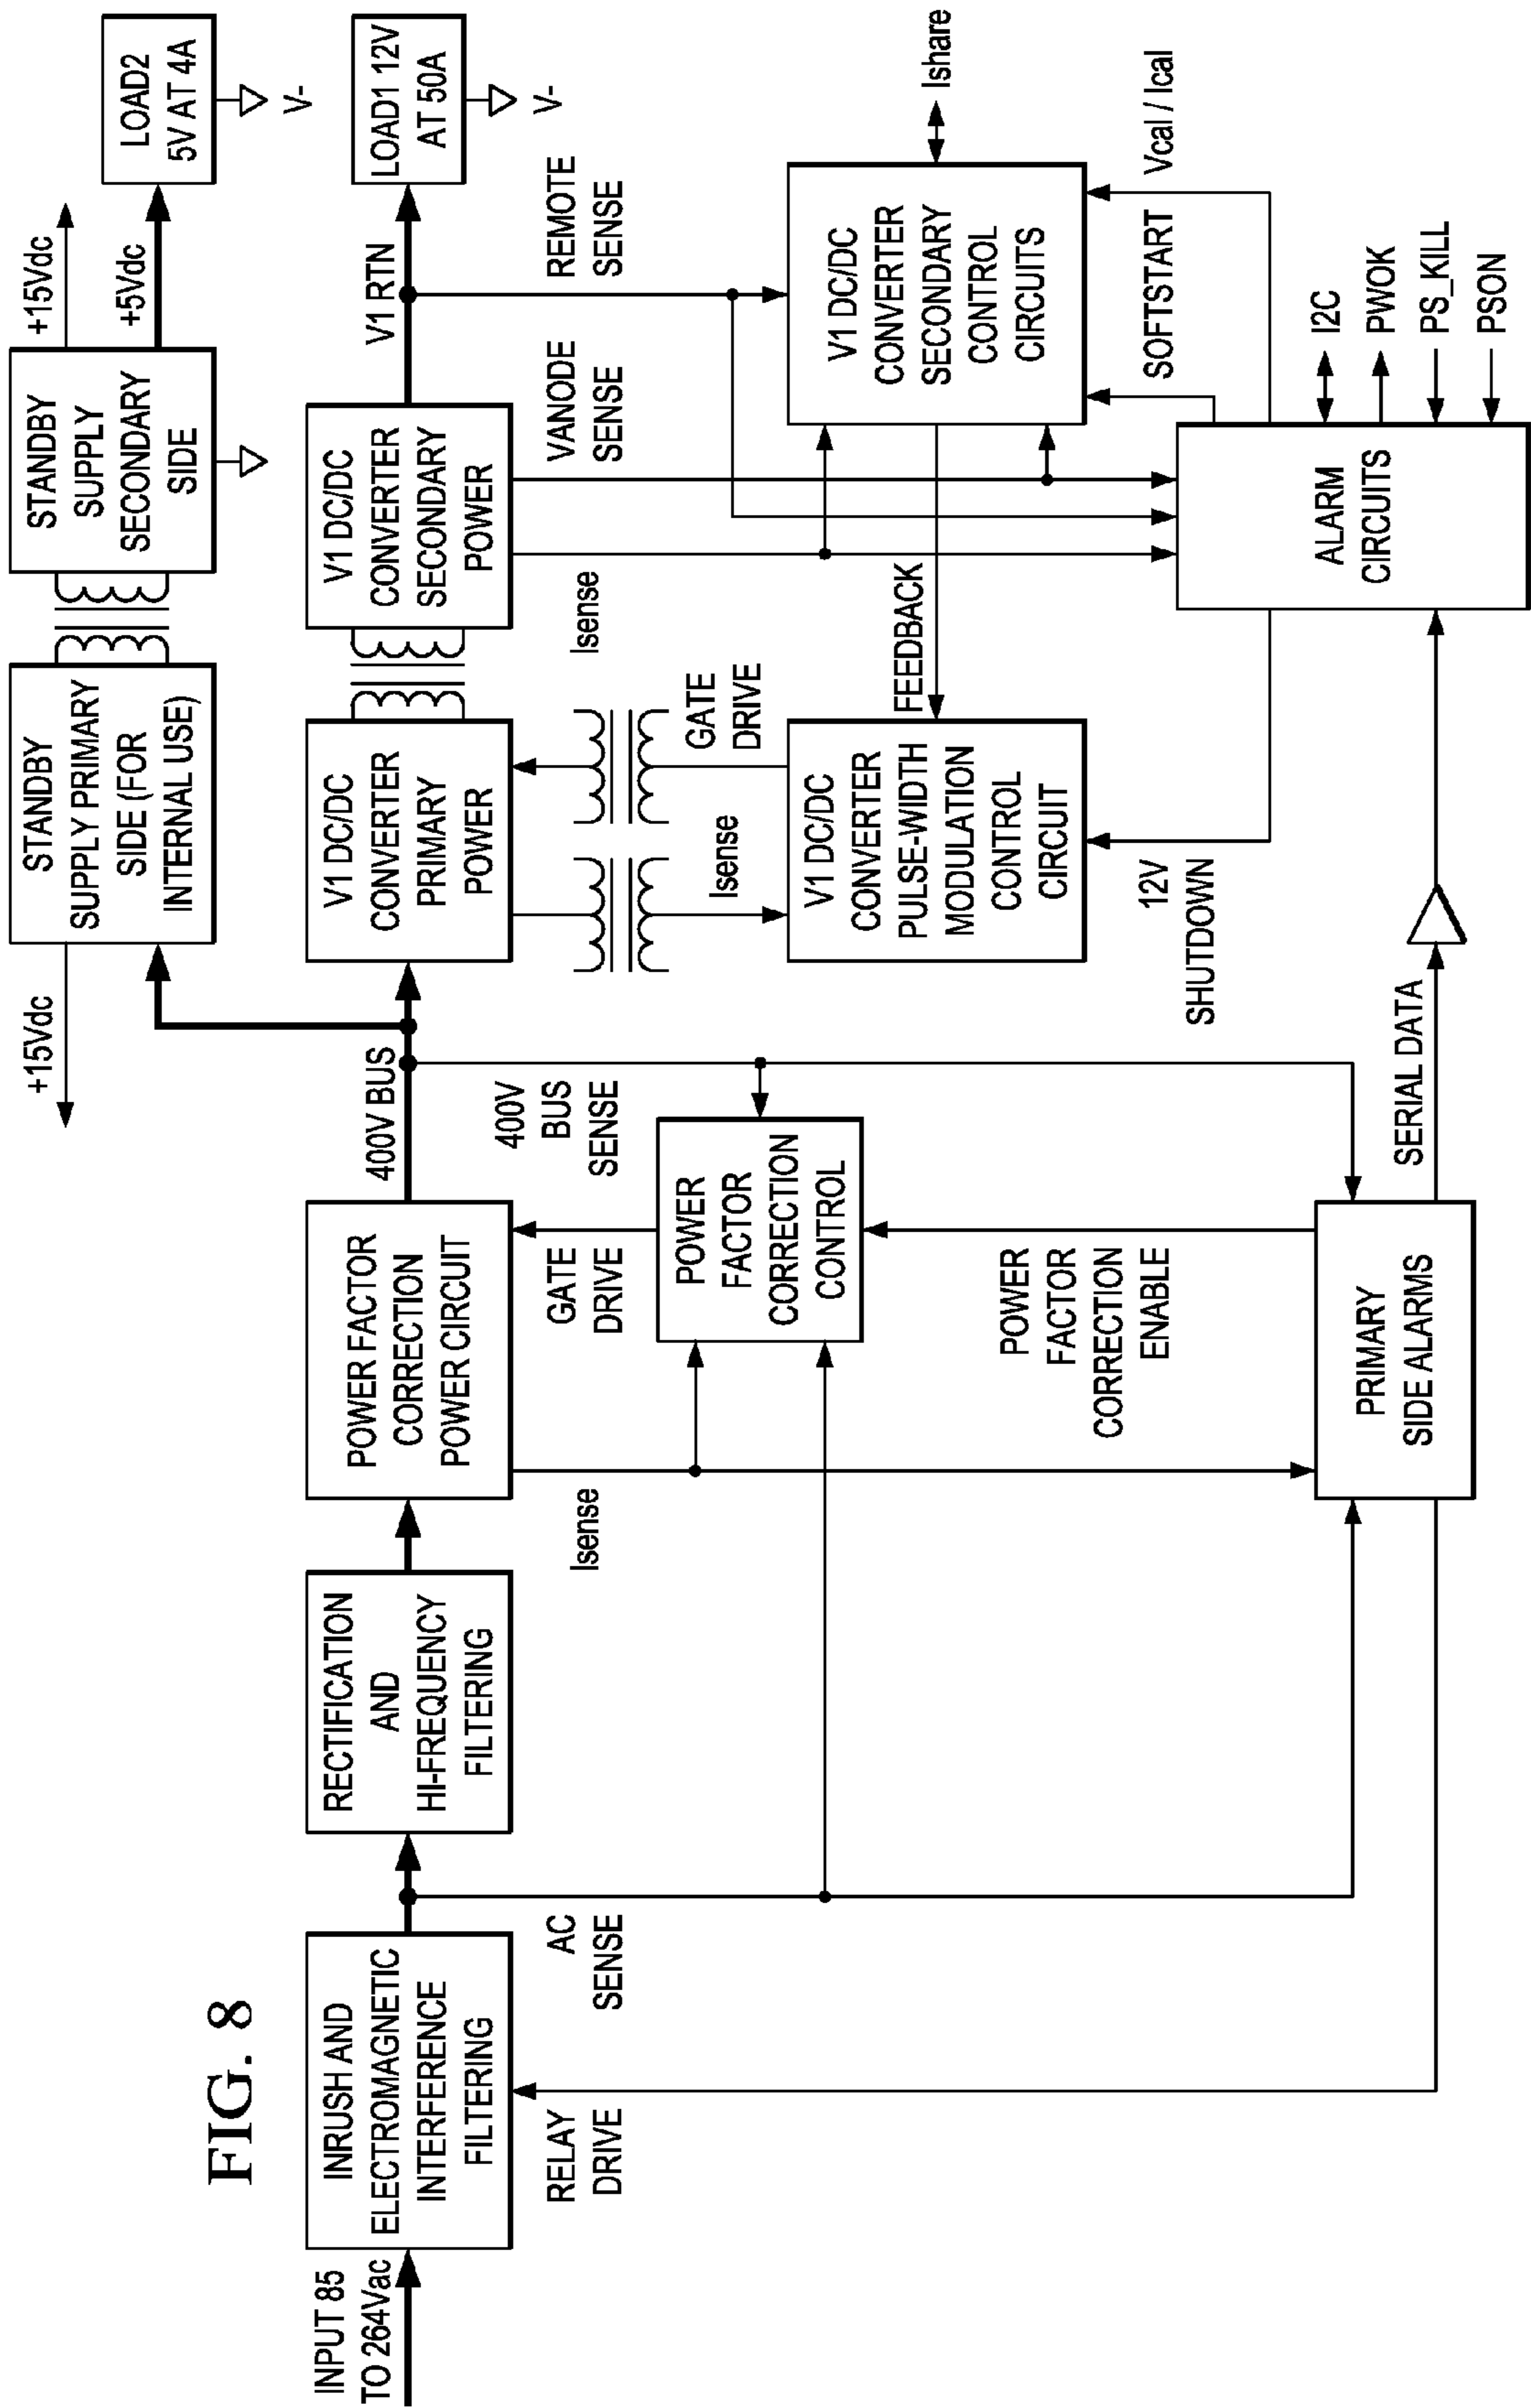 FIG. 8
INPUT 85
TO 264Vac
INRUSH AND
ELECTROMAGNETIC
INTERFERENCE
FILTERING
RECTIFICATION
AND
HI-FREQUENCY
FILTERING
POWER FACTOR
CORRECTION
POWER CIRCUIT
400V BUS
+15Vdc
STANDBY
SUPPLY PRIMARY
SIDE (FOR
INTERNAL USE)
STANDBY
SUPPLY
SECONDARY
SIDE
+15Vdc
+5Vdc
LOAD2
5V AT 4A
V-
V1 DC/DC
CONVERTER
PRIMARY
POWER
V1 DC/DC
CONVERTER
SECONDARY
POWER
V1 RTN
LOAD1 12V
AT 50A
V-
RELAY
DRIVE
AC
SENSE
Isense
GATE
DRIVE
400V
BUS
SENSE
POWER
FACTOR
CORRECTION
CONTROL
Isense
GATE
DRIVE
Isense
VANODE
SENSE
REMOTE
SENSE
V1 DC/DC
CONVERTER
PULSE-WIDTH
MODULATION
CONTROL
CIRCUIT
FEEDBACK
V1 DC/DC
CONVERTER
SECONDARY
CONTROL
CIRCUITS
Ishare
POWER
FACTOR
CORRECTION
ENABLE
12V
SHUTDOWN
SOFTSTART
Vcal / Ical
PRIMARY
SIDE ALARMS
SERIAL DATA
ALARM
CIRCUITS
I2C
PWOK
PS_KILL
PSON